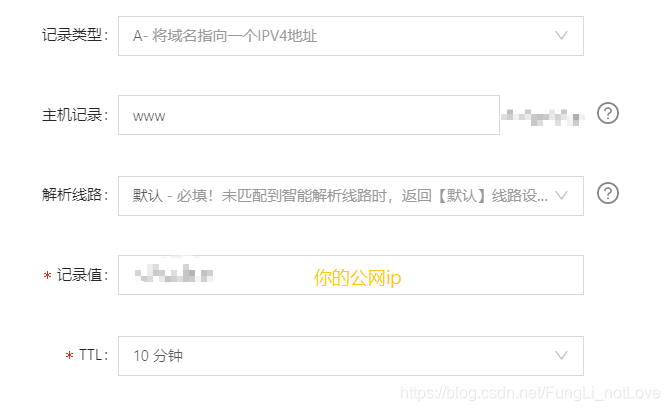 记录类型： A- 将域名指向一个IPV4地址
主机记录： www
解析线路： 默认 - 必填！未匹配到智能解析线路时，返回【默认】线路设...
* 记录值： 你的公网ip
* TTL： 10 分钟
https://blog.csdn.net/FungLi_notLove